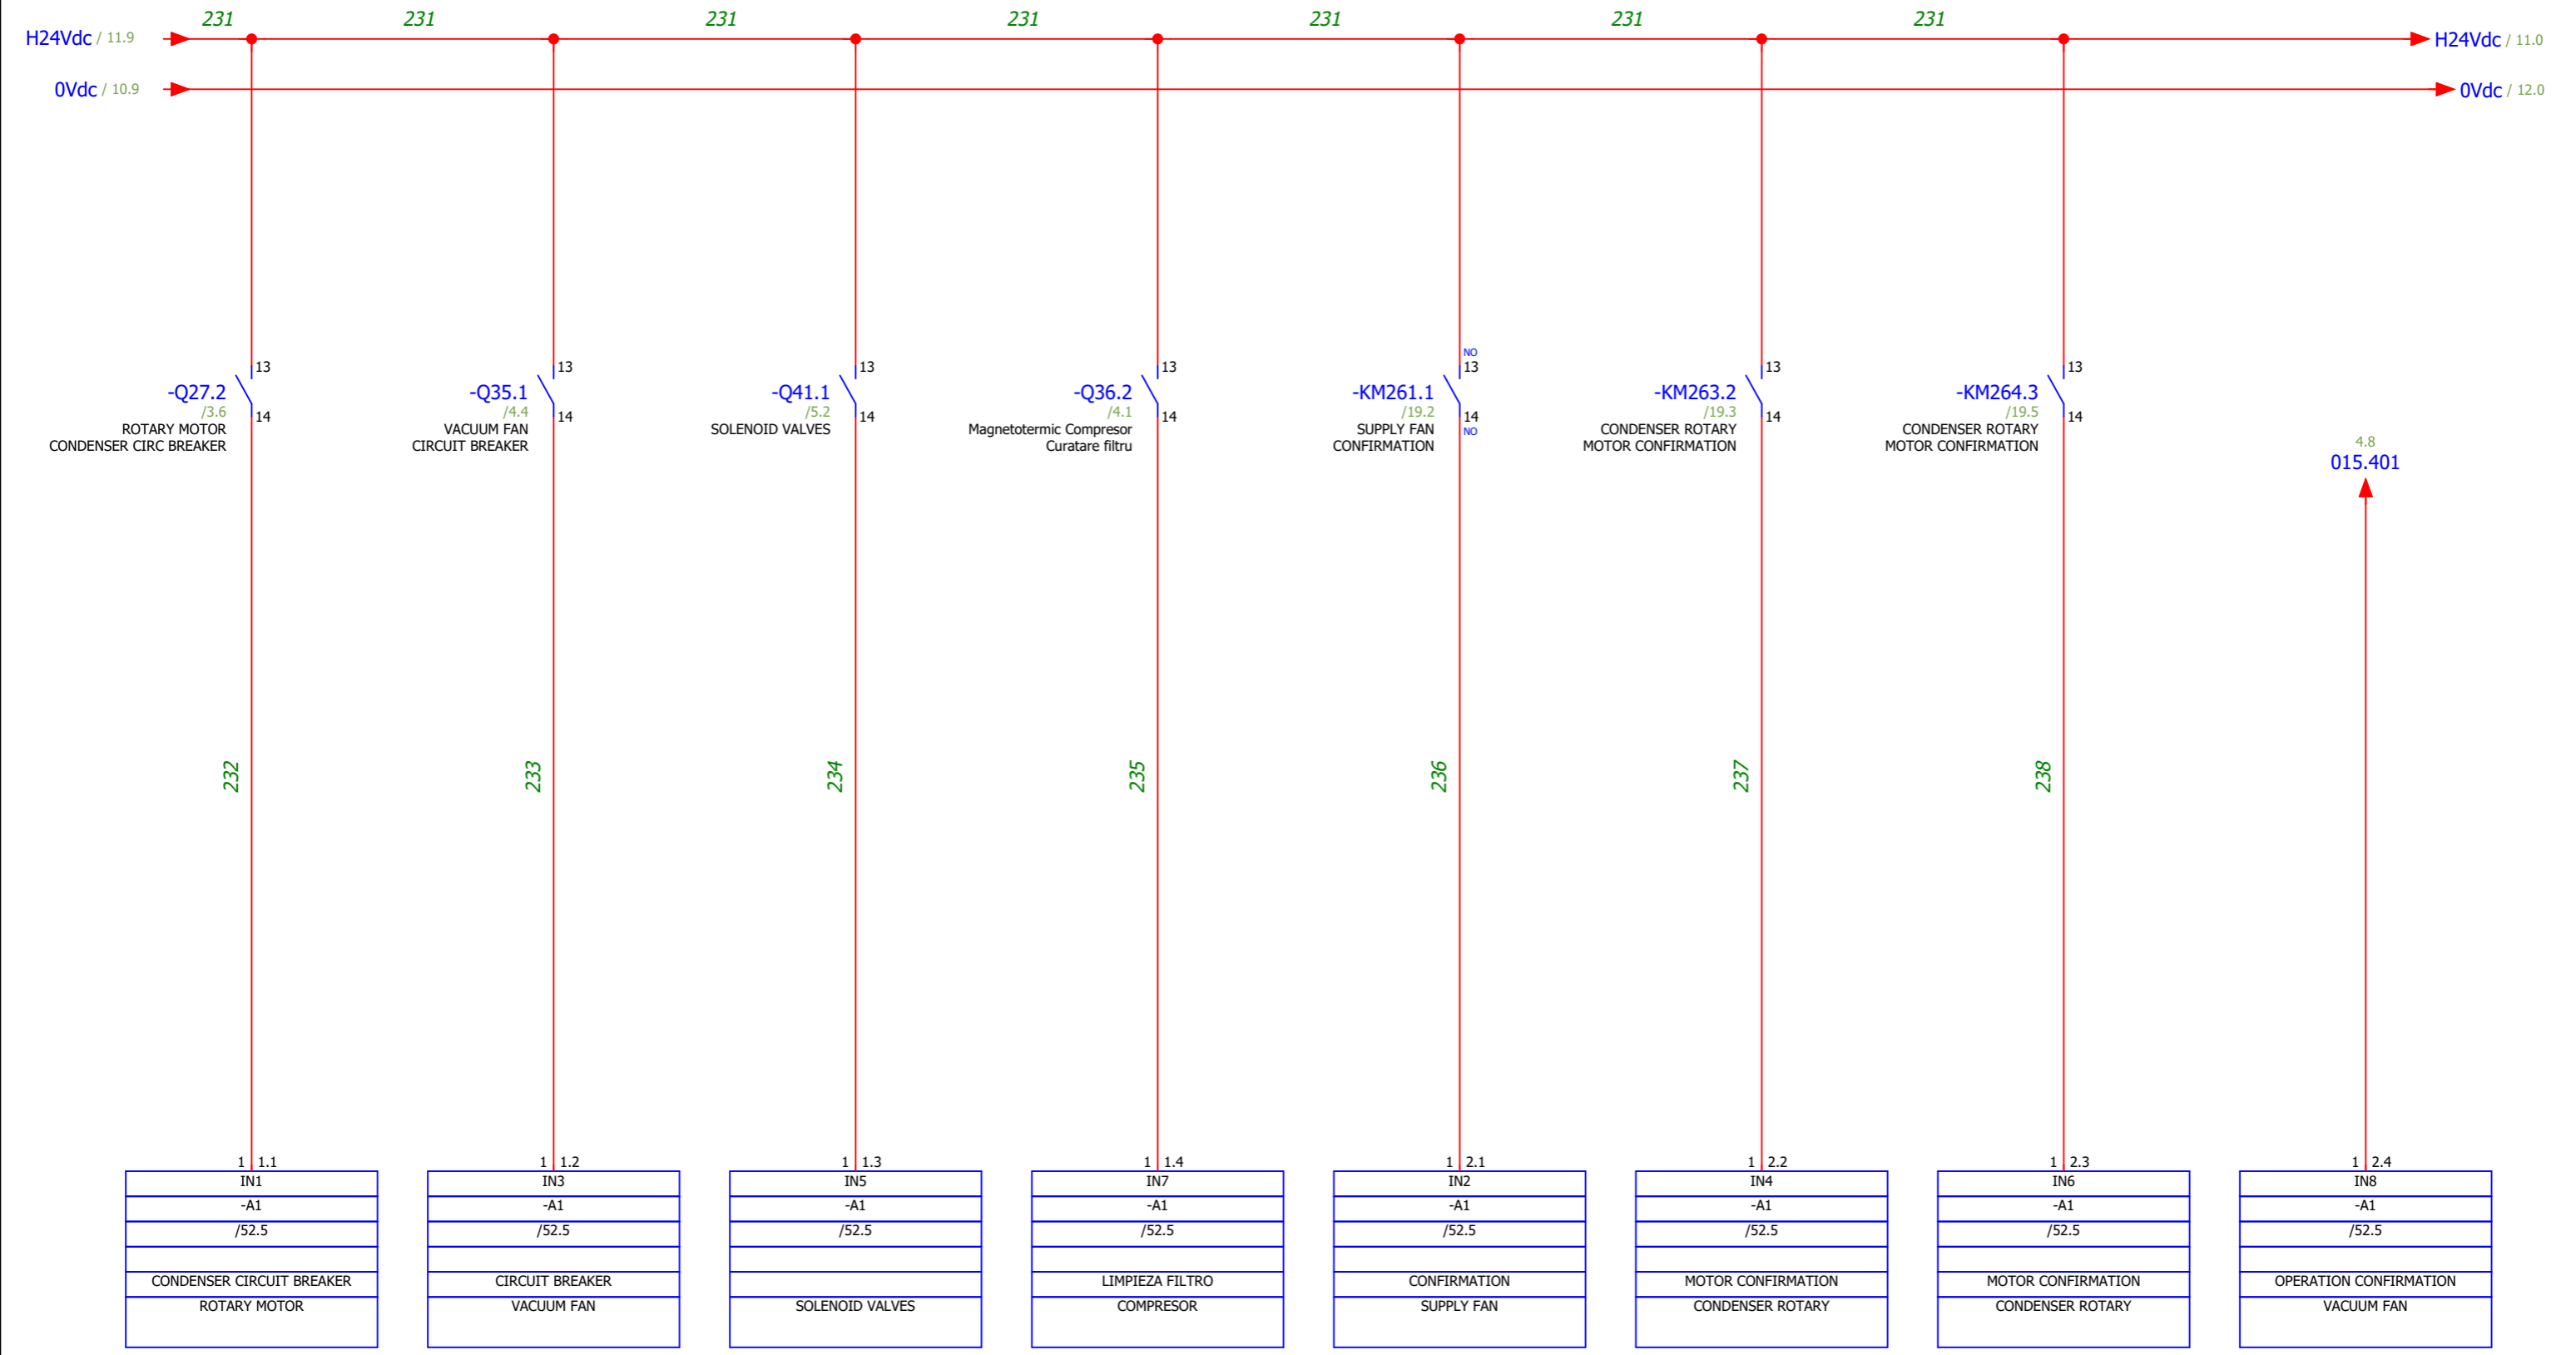 231 231 231 231 231 231 231
H24Vdc / 11.9 H24Vdc / 11.0
0Vdc / 10.9 0Vdc / 12.0
NO
13 13 13 13 13 13 13
-Q27.2 -Q35.1 -Q41.1 -Q36.2 -KM261.1 -KM263.2 -KM264.3
/3.6 /4.4 /5.2 /4.1 /19.2 /19.3 /19.5
14 14 14 14 14 14 14
NO
ROTARY MOTOR VACUUM FAN SOLENOID VALVES Magnetotermic Compresor SUPPLY FAN CONDENSER ROTARY CONDENSER ROTARY
CONDENSER CIRC BREAKER CIRCUIT BREAKER Curatare filtru CONFIRMATION MOTOR CONFIRMATION MOTOR CONFIRMATION
4.8
015.401
232 233 234 235 236 237 238
1 1.1 1 1.2 1 1.3 1 1.4 1 2.1 1 2.2 1 2.3 1 2.4
IN1 IN3 IN5 IN7 IN2 IN4 IN6 IN8
-A1 -A1 -A1 -A1 -A1 -A1 -A1 -A1
/52.5 /52.5 /52.5 /52.5 /52.5 /52.5 /52.5 /52.5
CONDENSER CIRCUIT BREAKER CIRCUIT BREAKER LIMPIEZA FILTRO CONFIRMATION MOTOR CONFIRMATION MOTOR CONFIRMATION OPERATION CONFIRMATION
ROTARY MOTOR VACUUM FAN SOLENOID VALVES COMPRESOR SUPPLY FAN CONDENSER ROTARY CONDENSER ROTARY VACUUM FAN